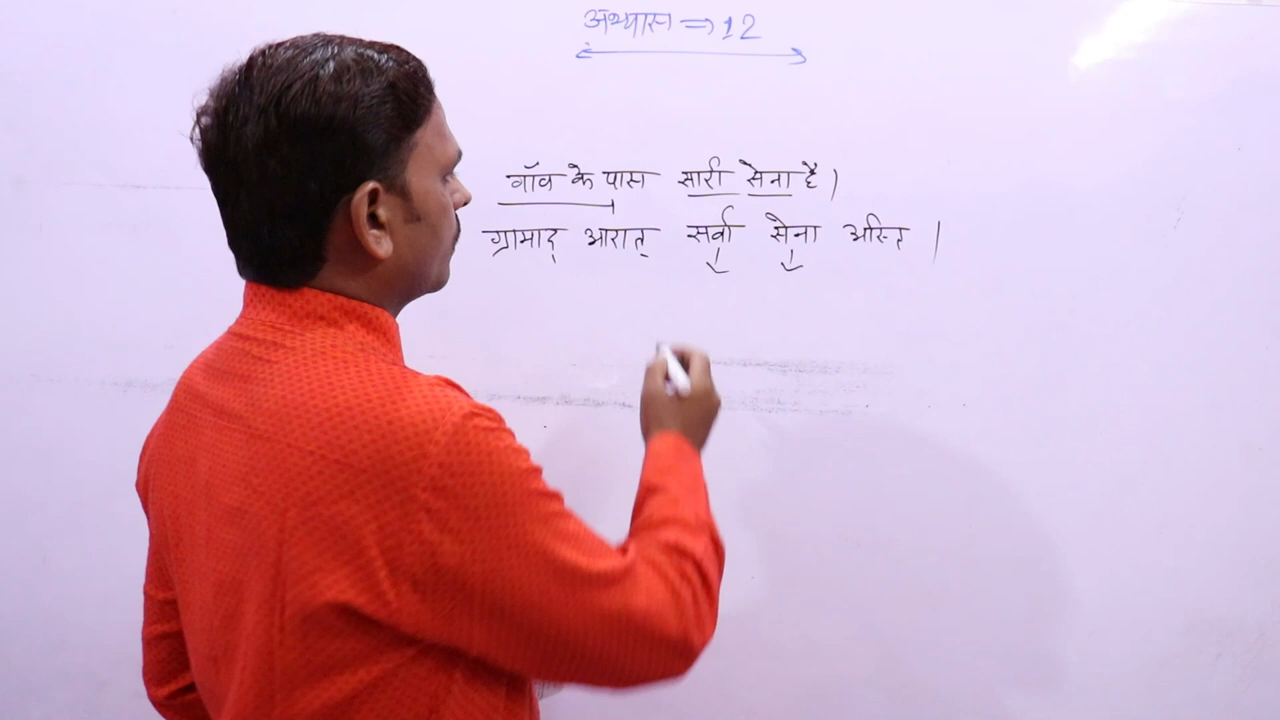 अभ्यास ⇒ 12
गॉव के पास सारी सेना है।
ग्रामाद् आरात् सर्वा सेना अस्ति ।